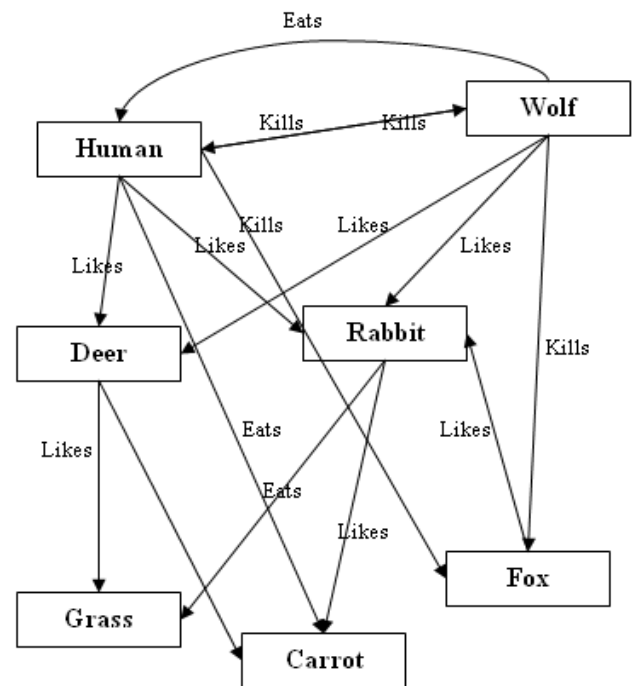 Eats
Wolf
Kills
Kills
Human
Kills
Likes
Likes
Likes
Likes
Rabbit
Deer
Kills
Likes
Eats
Likes
Eats
Likes
Fox
Grass
Carrot